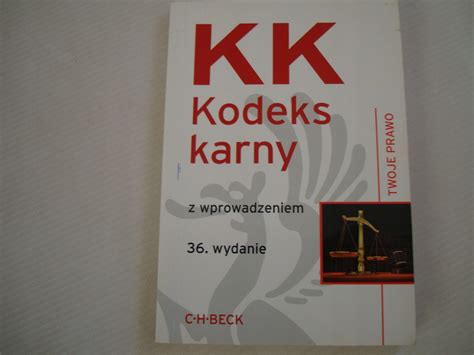 KK
Kodeks
karny
z wprowadzeniem
36. wydanie
C·H·BECK
TWOJE PRAWO